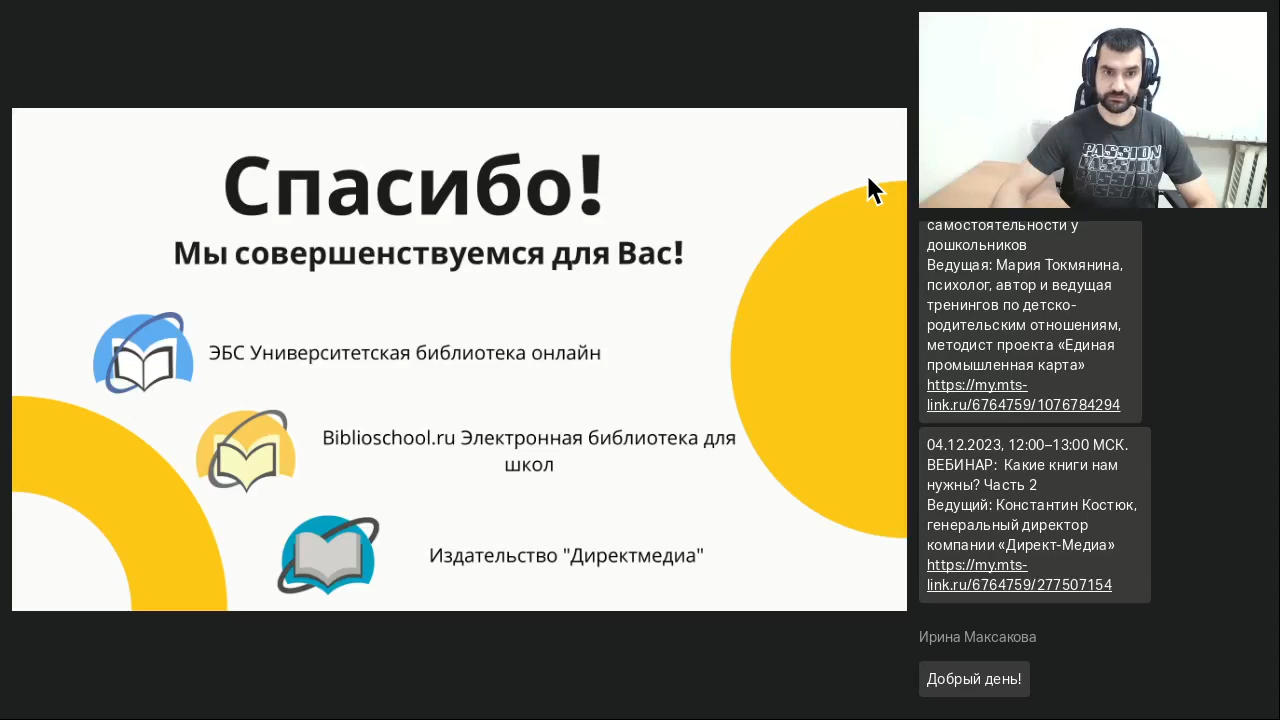 Спасибо!
Мы совершенствуемся для Вас!
ЭБС Университетская библиотека онлайн
Biblioschool.ru Электронная библиотека для
школ
Издательство "Директмедиа"
PASSION
PASSION
PASSION
самостоятельности у
дошкольников
Ведущая: Мария Токмянина,
психолог, автор и ведущая
тренингов по детско-
родительским отношениям,
методист проекта «Единая
промышленная карта»
https://my.mts-
link.ru/6764759/1076784294
04.12.2023, 12:00–13:00 МСК.
ВЕБИНАР:  Какие книги нам
нужны? Часть 2
Ведущий: Константин Костюк,
генеральный директор
компании «Директ-Медиа»
https://my.mts-
link.ru/6764759/277507154
Ирина Максакова
Добрый день!